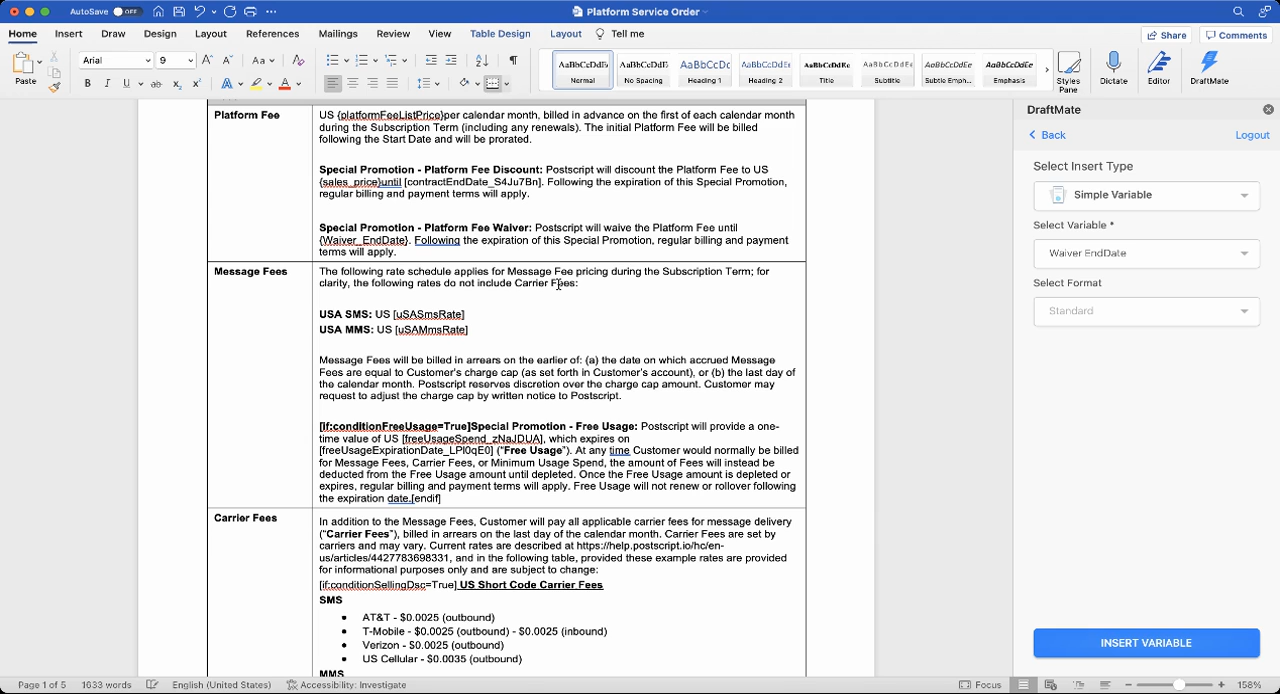 AutoSave OFF
Platform Service Order
Home Insert Draw Design Layout References Mailings Review View Table Design Layout Tell me
Share Comments
Paste
Arial 9
AaBbCcDdEe Normal
AaBbCcDdEe No Spacing
AaBbCcDc Heading 1
AaBbCcDdEe Heading 2
AaBbCcDdEe Title
AaBbCcDdEe Subtitle
AaBbCcDdEe Subtle Emph...
AaBbCcDdEe Emphasis
Styles Pane
Dictate
Editor
DraftMate
Platform Fee
US {platformFeeListPrice}per calendar month, billed in advance on the first of each calendar month
during the Subscription Term (including any renewals). The initial Platform Fee will be billed
following the Start Date and will be prorated.
Special Promotion - Platform Fee Discount: Postscript will discount the Platform Fee to US
{sales_price}until [contractEndDate_S4Ju7Bn]. Following the expiration of this Special Promotion,
regular billing and payment terms will apply.
Special Promotion - Platform Fee Waiver: Postscript will waive the Platform Fee until
{Waiver_EndDate}. Following the expiration of this Special Promotion, regular billing and payment
terms will apply.
Message Fees
The following rate schedule applies for Message Fee pricing during the Subscription Term; for
clarity, the following rates do not include Carrier Fees:
USA SMS: US [uSASmsRate]
USA MMS: US [uSAMmsRate]
Message Fees will be billed in arrears on the earlier of: (a) the date on which accrued Message
Fees are equal to Customer's charge cap (as set forth in Customer's account), or (b) the last day of
the calendar month. Postscript reserves discretion over the charge cap amount. Customer may
request to adjust the charge cap by written notice to Postscript.
[if:conditionFreeUsage=True]Special Promotion - Free Usage: Postscript will provide a one-
time value of US [freeUsageSpend_zNaJDUA], which expires on
[freeUsageExpirationDate_LPI0qE0] (“Free Usage”). At any time Customer would normally be billed
for Message Fees, Carrier Fees, or Minimum Usage Spend, the amount of Fees will instead be
deducted from the Free Usage amount until depleted. Once the Free Usage amount is depleted or
expires, regular billing and payment terms will apply. Free Usage will not renew or rollover following
the expiration date.[endif]
Carrier Fees
In addition to the Message Fees, Customer will pay all applicable carrier fees for message delivery
(“Carrier Fees”), billed in arrears on the last day of the calendar month. Carrier Fees are set by
carriers and may vary. Current rates are described at https://help.postscript.io/hc/en-
us/articles/4427783698331, and in the following table, provided these example rates are provided
for informational purposes only and are subject to change:
[if:conditionSellingDsc=True] US Short Code Carrier Fees
SMS
• AT&T - $0.0025 (outbound)
• T-Mobile - $0.0025 (outbound) - $0.0025 (inbound)
• Verizon - $0.0025 (outbound)
• US Cellular - $0.0035 (outbound)
MMS
DraftMate
Back
Logout
Select Insert Type
Simple Variable
Select Variable *
Waiver EndDate
Select Format
Standard
INSERT VARIABLE
Page 1 of 5 1633 words English (United States) Accessibility: Investigate Focus 158%